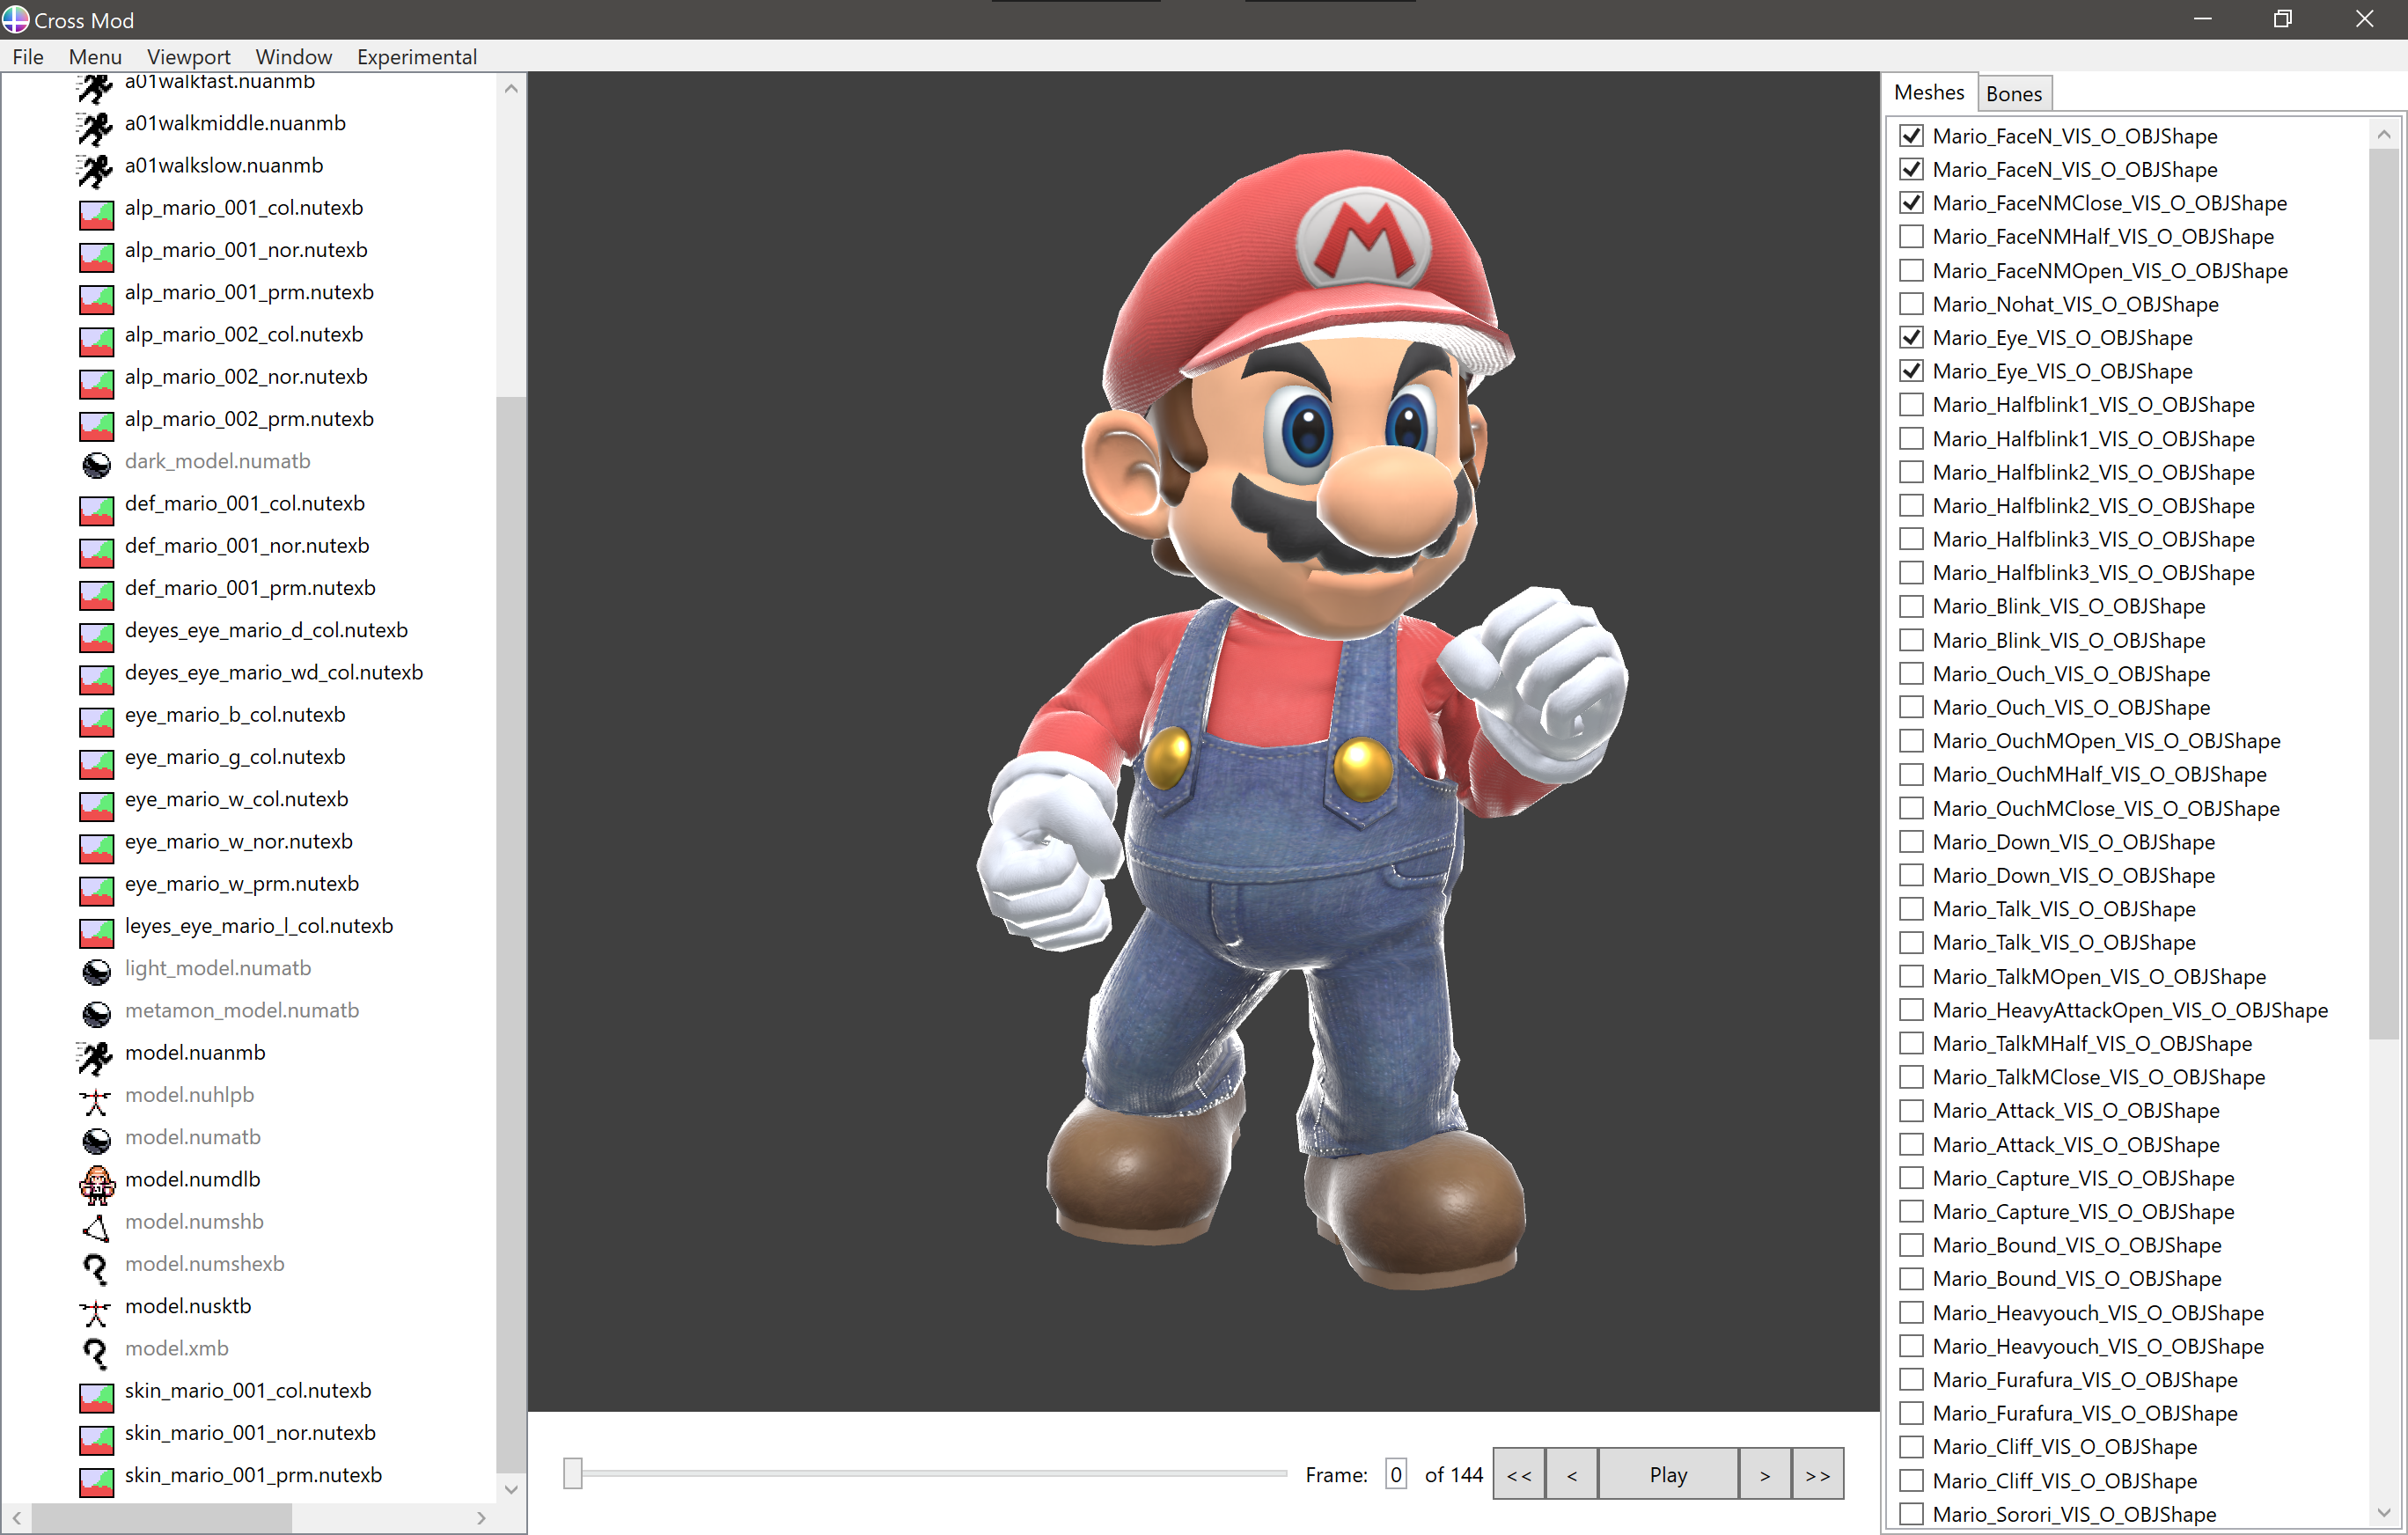 Cross Mod
File Menu Viewport Window Experimental
a01walkfast.nuanmb
a01walkmiddle.nuanmb
a01walkslow.nuanmb
alp_mario_001_col.nutexb
alp_mario_001_nor.nutexb
alp_mario_001_prm.nutexb
alp_mario_002_col.nutexb
alp_mario_002_nor.nutexb
alp_mario_002_prm.nutexb
dark_model.numatb
def_mario_001_col.nutexb
def_mario_001_nor.nutexb
def_mario_001_prm.nutexb
deyes_eye_mario_d_col.nutexb
deyes_eye_mario_wd_col.nutexb
eye_mario_b_col.nutexb
eye_mario_g_col.nutexb
eye_mario_w_col.nutexb
eye_mario_w_nor.nutexb
eye_mario_w_prm.nutexb
leyes_eye_mario_l_col.nutexb
light_model.numatb
metamon_model.numatb
model.nuanmb
model.nuhlpb
model.numatb
model.numdlb
model.numshb
model.numshexb
model.nusktb
model.xmb
skin_mario_001_col.nutexb
skin_mario_001_nor.nutexb
skin_mario_001_prm.nutexb
M
Frame: 0 of 144 << < Play > >>
Meshes Bones
Mario_FaceN_VIS_O_OBJShape
Mario_FaceN_VIS_O_OBJShape
Mario_FaceNMClose_VIS_O_OBJShape
Mario_FaceNMHalf_VIS_O_OBJShape
Mario_FaceNMOpen_VIS_O_OBJShape
Mario_Nohat_VIS_O_OBJShape
Mario_Eye_VIS_O_OBJShape
Mario_Eye_VIS_O_OBJShape
Mario_Halfblink1_VIS_O_OBJShape
Mario_Halfblink1_VIS_O_OBJShape
Mario_Halfblink2_VIS_O_OBJShape
Mario_Halfblink2_VIS_O_OBJShape
Mario_Halfblink3_VIS_O_OBJShape
Mario_Halfblink3_VIS_O_OBJShape
Mario_Blink_VIS_O_OBJShape
Mario_Blink_VIS_O_OBJShape
Mario_Ouch_VIS_O_OBJShape
Mario_Ouch_VIS_O_OBJShape
Mario_OuchMOpen_VIS_O_OBJShape
Mario_OuchMHalf_VIS_O_OBJShape
Mario_OuchMClose_VIS_O_OBJShape
Mario_Down_VIS_O_OBJShape
Mario_Down_VIS_O_OBJShape
Mario_Talk_VIS_O_OBJShape
Mario_Talk_VIS_O_OBJShape
Mario_TalkMOpen_VIS_O_OBJShape
Mario_HeavyAttackOpen_VIS_O_OBJShape
Mario_TalkMHalf_VIS_O_OBJShape
Mario_TalkMClose_VIS_O_OBJShape
Mario_Attack_VIS_O_OBJShape
Mario_Attack_VIS_O_OBJShape
Mario_Capture_VIS_O_OBJShape
Mario_Capture_VIS_O_OBJShape
Mario_Bound_VIS_O_OBJShape
Mario_Bound_VIS_O_OBJShape
Mario_Heavyouch_VIS_O_OBJShape
Mario_Heavyouch_VIS_O_OBJShape
Mario_Furafura_VIS_O_OBJShape
Mario_Furafura_VIS_O_OBJShape
Mario_Cliff_VIS_O_OBJShape
Mario_Cliff_VIS_O_OBJShape
Mario_Sorori_VIS_O_OBJShape